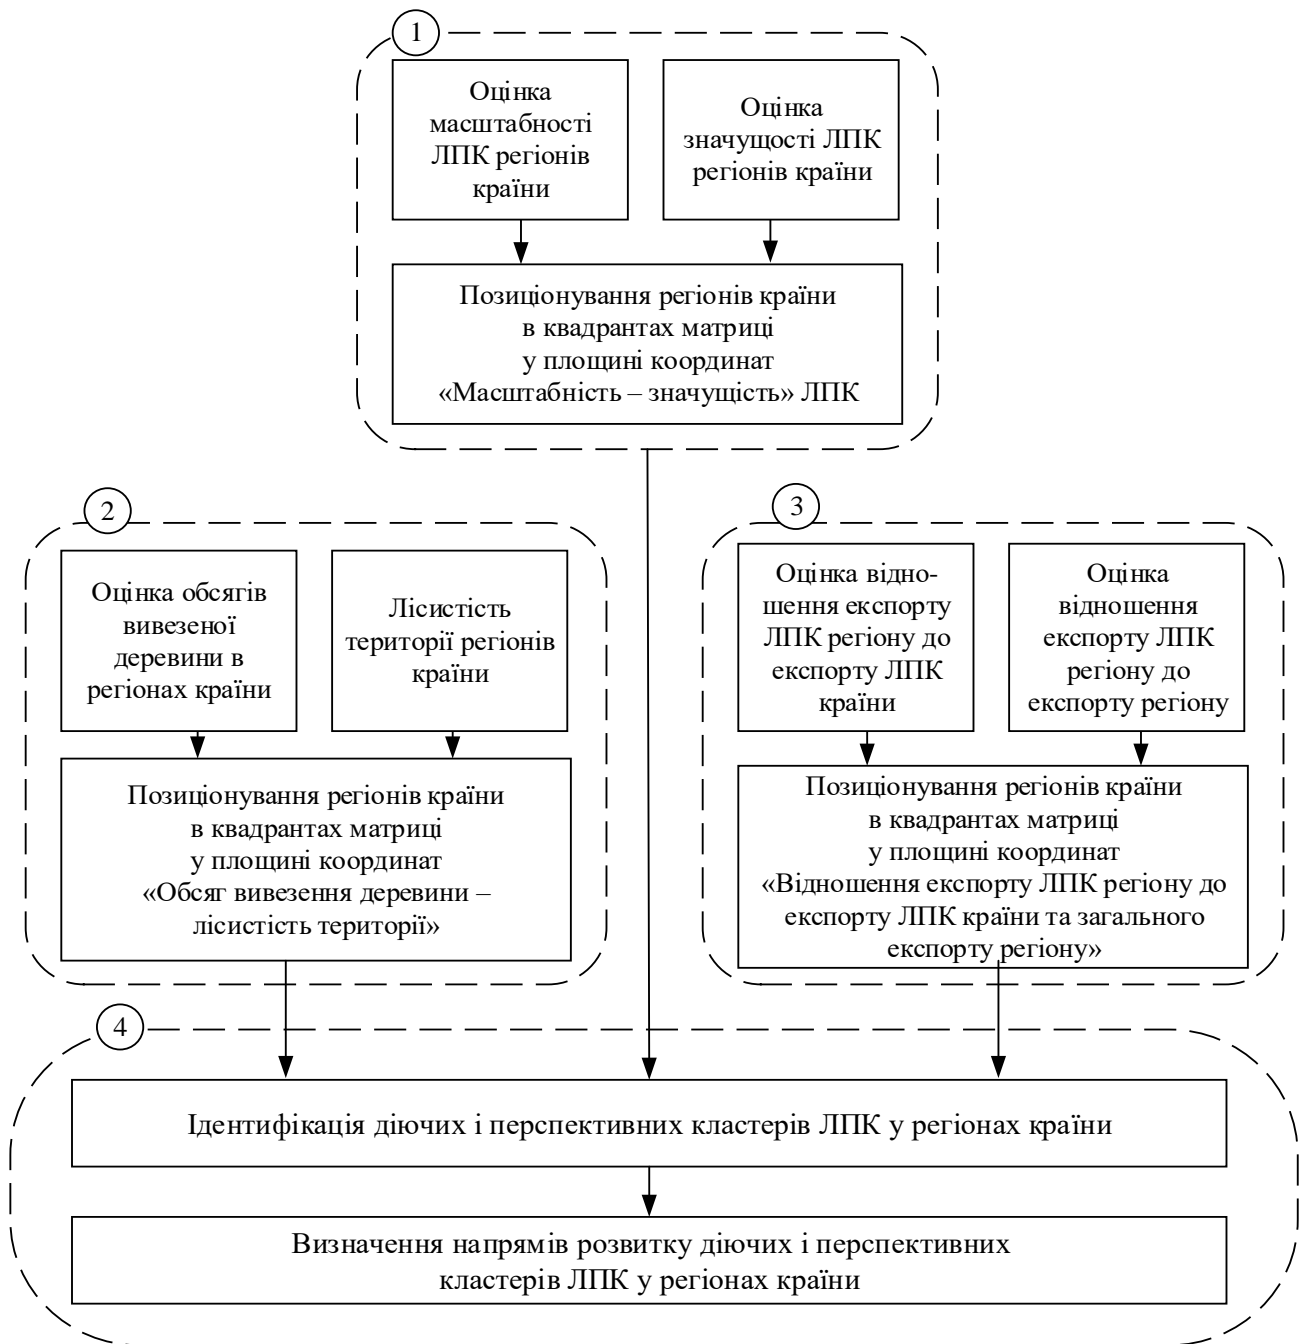 1
Оцінка
масштабності
ЛПК регіонів
країни
Оцінка
значущості ЛПК
регіонів країни
Позиціонування регіонів країни
в квадрантах матриці
у площині координат
«Масштабність – значущість» ЛПК
2
Оцінка обсягів
вивезеної
деревини в
регіонах країни
Лісистість
території регіонів
країни
Позиціонування регіонів країни
в квадрантах матриці
у площині координат
«Обсяг вивезення деревини –
лісистість території»
3
Оцінка відно-
шення експорту
ЛПК регіону до
експорту ЛПК
країни
Оцінка
відношення
експорту ЛПК
регіону до
експорту регіону
Позиціонування регіонів країни
в квадрантах матриці
у площині координат
«Відношення експорту ЛПК регіону до
експорту ЛПК країни та загального
експорту регіону»
4
Ідентифікація діючих і перспективних кластерів ЛПК у регіонах країни
Визначення напрямів розвитку діючих і перспективних
кластерів ЛПК у регіонах країни